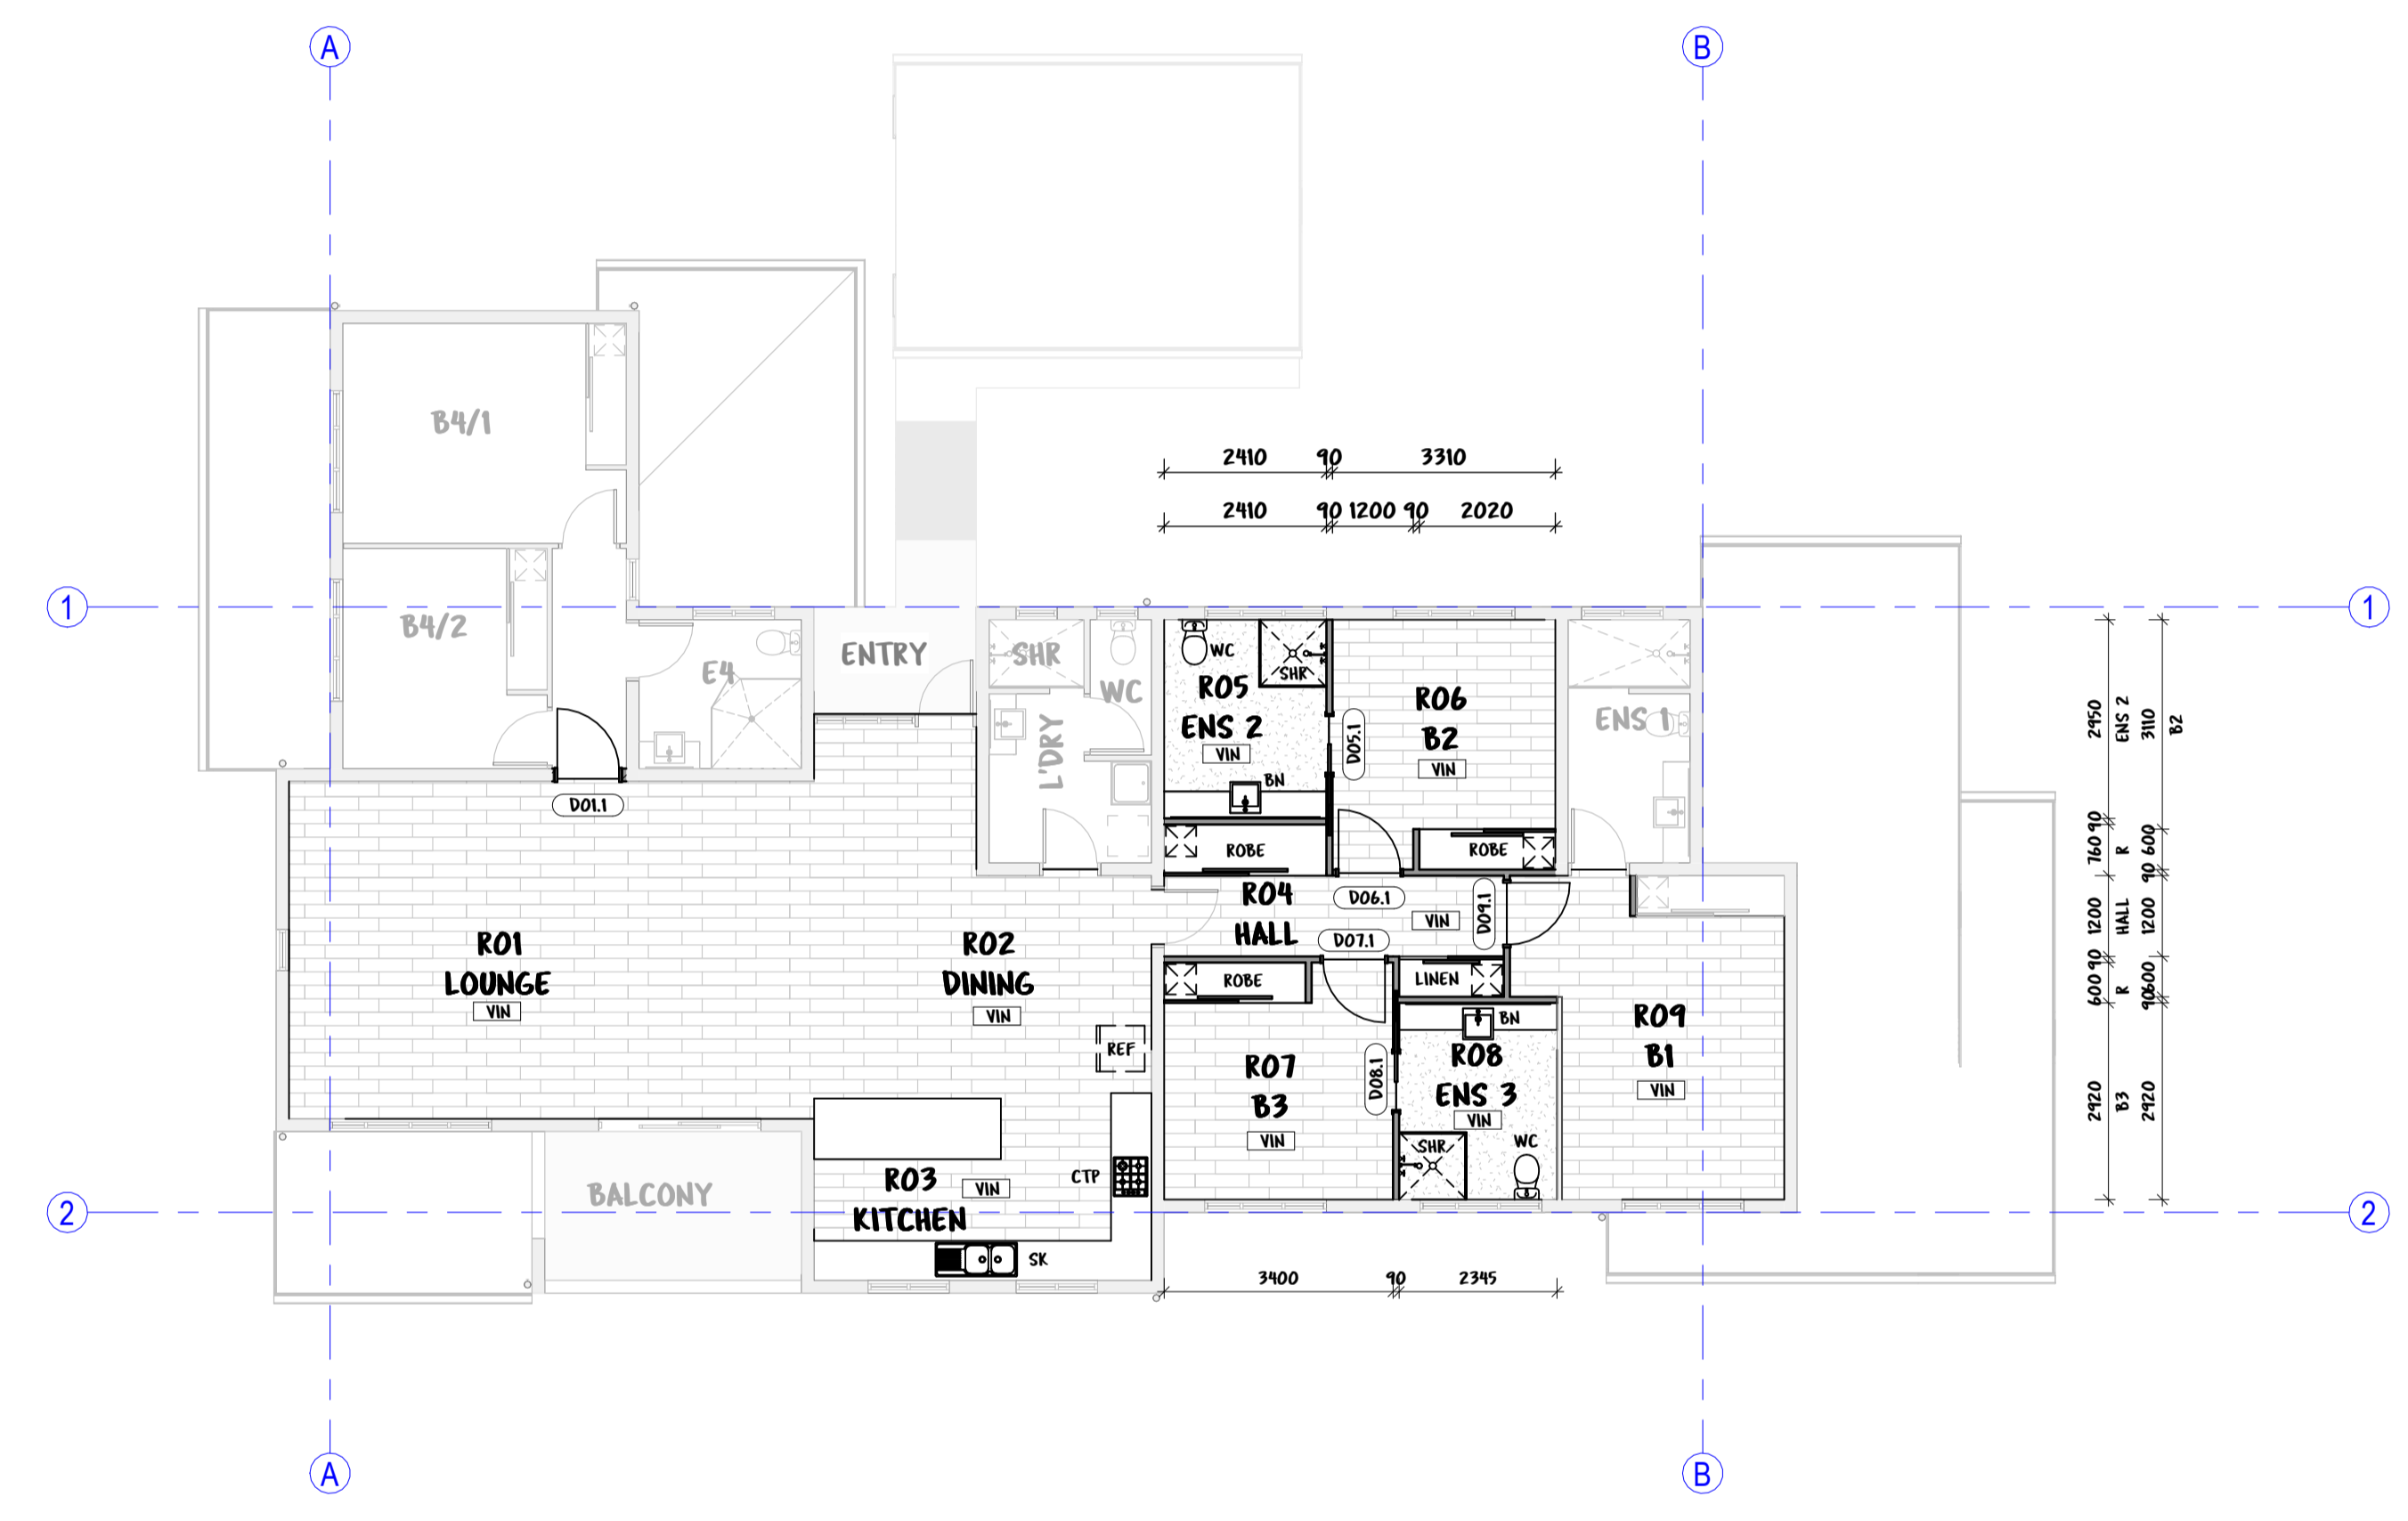 A
B
B4/1
2410 90 3310
2410 90 1200 90 2020
1
1
B4/2
E4
ENTRY
SHR
WC
L'DRY
WC
SHR
R05
ENS 2
VIN
BN
D05.1
R06
B2
VIN
ENS 1
D01.1
ROBE
ROBE
R04
HALL
D06.1
VIN
D09.1
D07.1
R01
LOUNGE
VIN
R02
DINING
VIN
REF
ROBE
LINEN
BN
R07
B3
VIN
D08.1
R08
ENS 3
VIN
SHR
WC
R09
B1
VIN
BALCONY
R03
VIN
KITCHEN
CTP
SK
2
2
3400 90 2345
2950 90 760 1200 90 600 2920
ENS 2 R HALL R B3
3110 600 90 1200 600 90 2920
B2
A
B